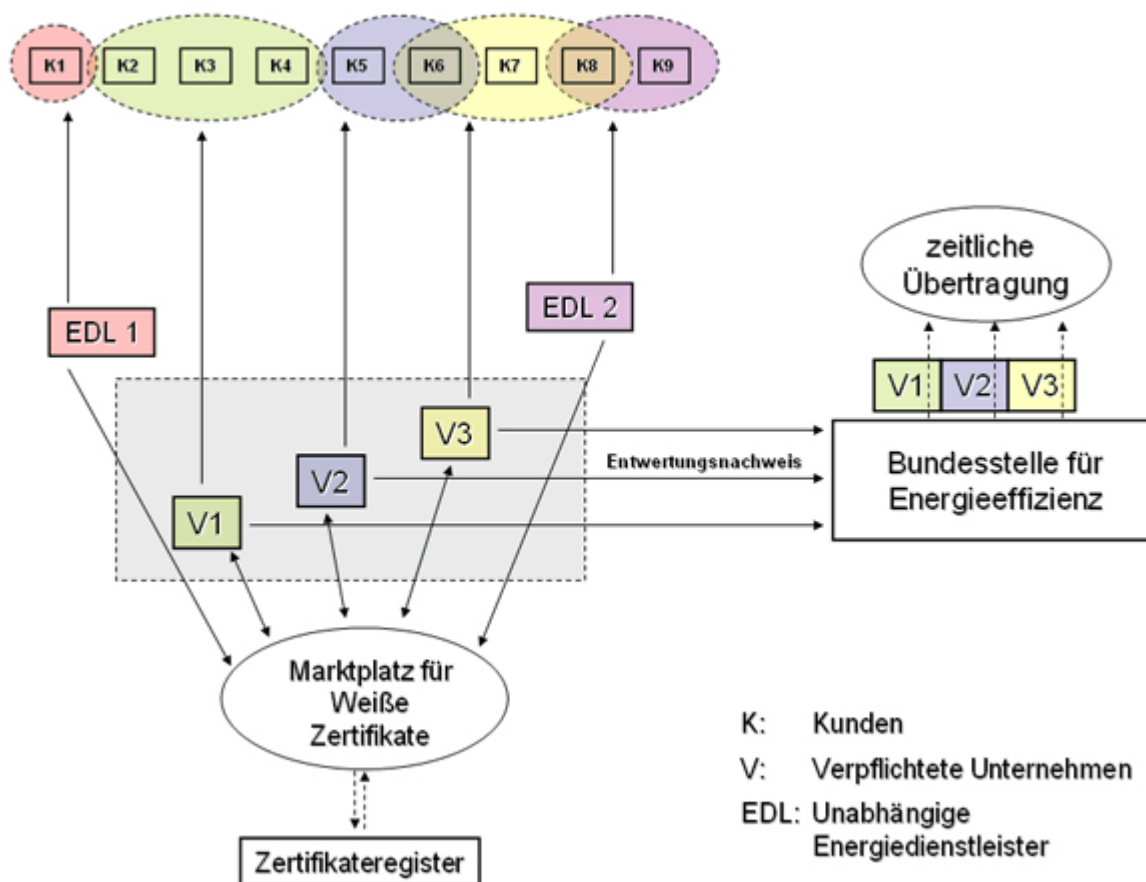 K1 K2 K3 K4 K5 K6 K7 K8 K9
zeitliche
Übertragung
EDL 1
EDL 2
V1 V2 V3
V3
Entwertungsnachweis
V2
V1
Bundesstelle für
Energieeffizienz
Marktplatz für
Weiße
Zertifikate
Zertifikateregister
K: Kunden
V: Verpflichtete Unternehmen
EDL: Unabhängige
Energiedienstleister